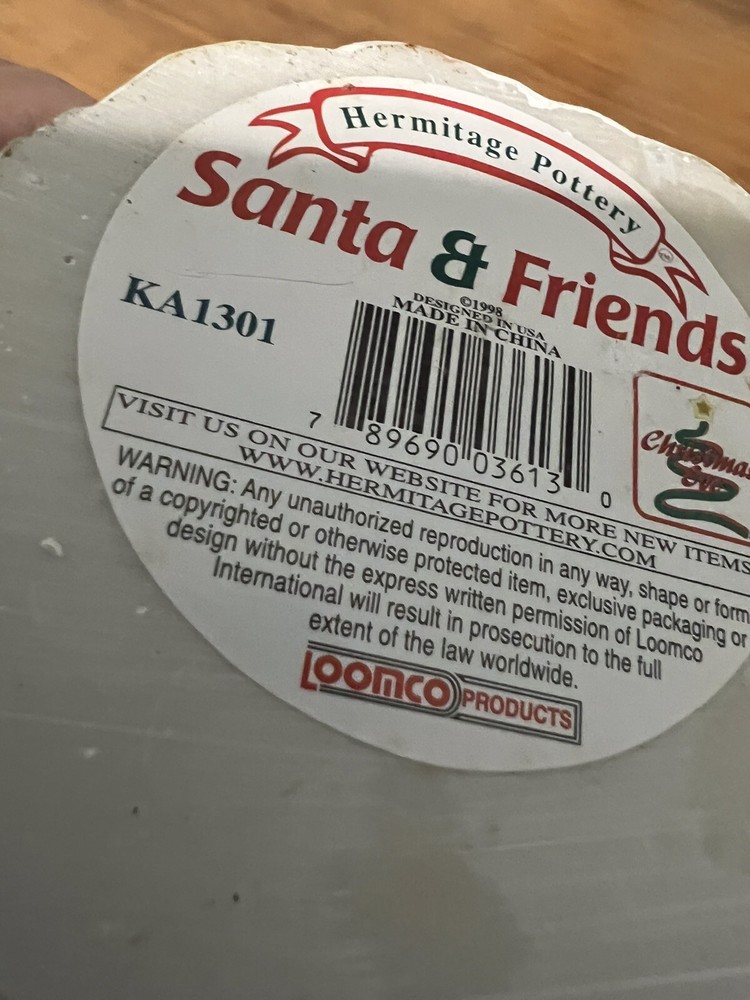 Hermitage Pottery
TM
Santa & Friends
KA1301
©1998
DESIGNED IN USA
MADE IN CHINA
7 89690 03613 0
Christmas
Eve
VISIT US ON OUR WEBSITE FOR MORE NEW ITEMS
WWW.HERMITAGEPOTTERY.COM
WARNING: Any unauthorized reproduction in any way, shape or form
of a copyrighted or otherwise protected item, exclusive packaging or
design without the express written permission of Loomco
International will result in prosecution to the full
extent of the law worldwide.
LOOMCO PRODUCTS